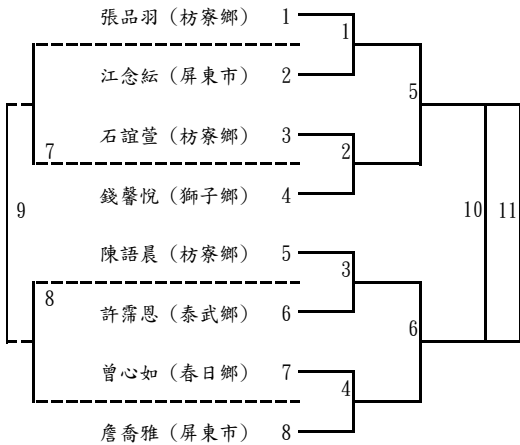 張品羽（枋寮鄉） 1
1
江念紜（屏東市） 2
5
石誼萱（枋寮鄉） 3
7
2
錢馨悅（獅子鄉） 4
9
10
11
陳語晨（枋寮鄉） 5
3
8
許霈恩（泰武鄉） 6
6
曾心如（春日鄉） 7
4
詹喬雅（屏東市） 8